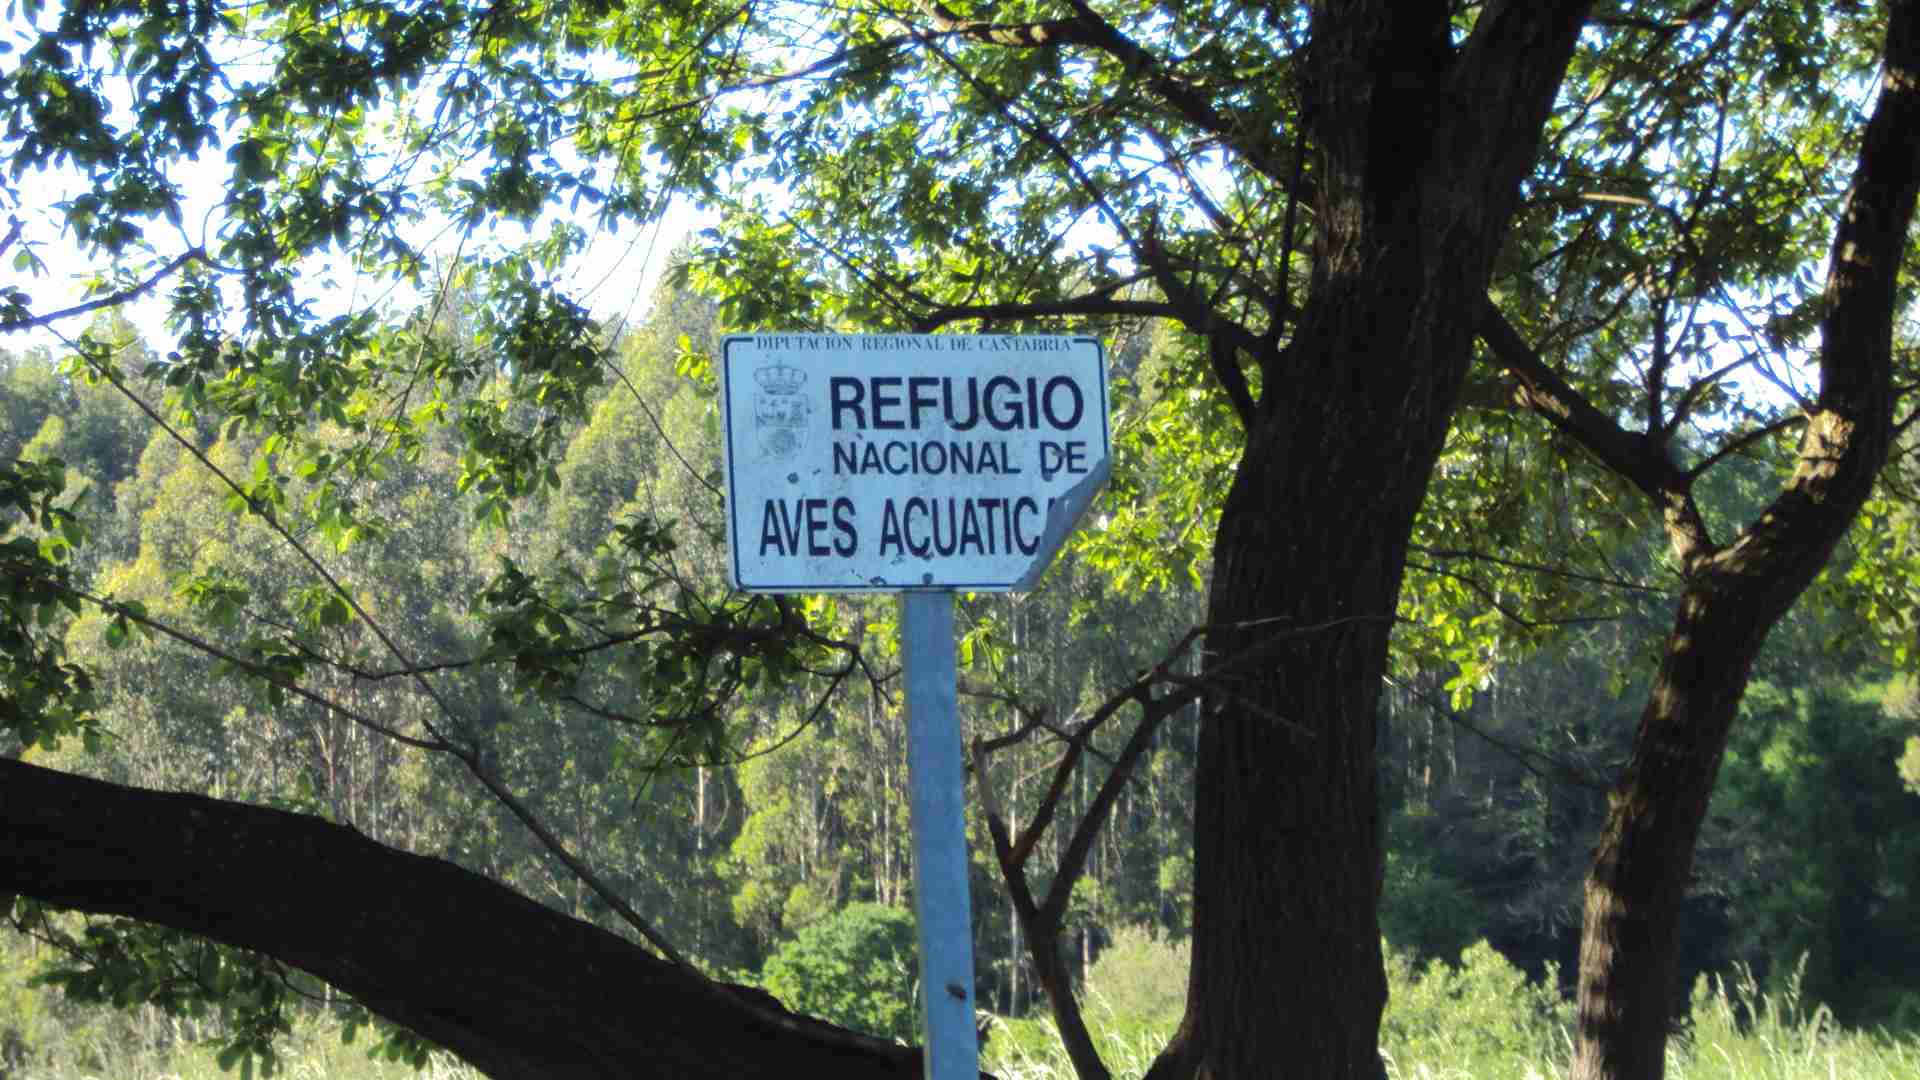 DIPUTACION REGIONAL DE CANTABRIA
REFUGIO
NACIONAL DE
AVES ACUATICA